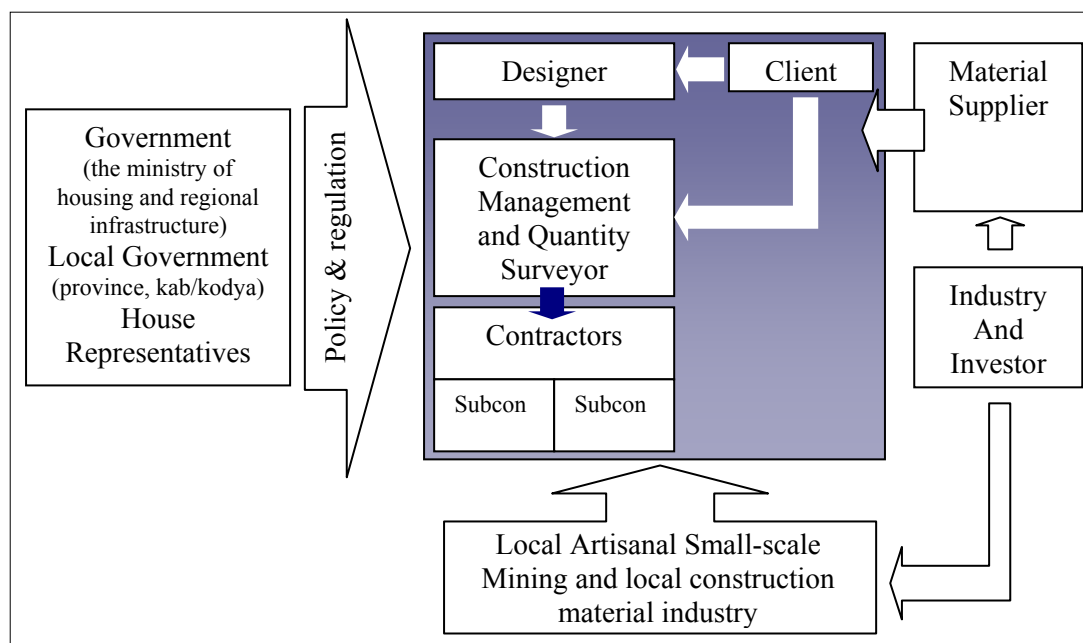 Government
(the ministry of
housing and regional
infrastructure)
Local Government
(province, kab/kodya)
House
Representatives
Policy & regulation
Designer
Client
Construction
Management
and Quantity
Surveyor
Contractors
Subcon
Subcon
Material
Supplier
Industry
And
Investor
Local Artisanal Small-scale
Mining and local construction
material industry